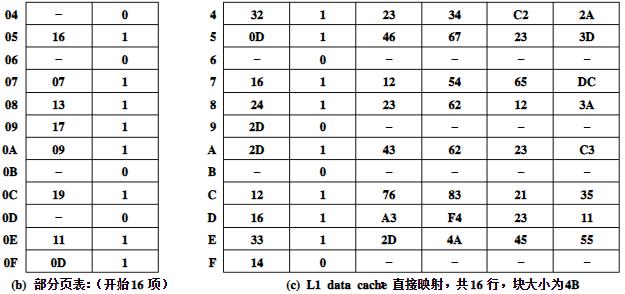 04 – 0 4 32 1 23 34 C2 2A
05 16 1 5 0D 1 46 67 23 3D
06 – 0 6 – 0 – – – –
07 07 1 7 16 1 12 54 65 DC
08 13 1 8 24 1 23 62 12 3A
09 17 1 9 2D 0 – – – –
0A 09 1 A 2D 1 43 62 23 C3
0B – 0 B – 0 – – – –
0C 19 1 C 12 1 76 83 21 35
0D – 0 D 16 1 A3 F4 23 11
0E 11 1 E 33 1 2D 4A 45 55
0F 0D 1 F 14 0 – – – –
(b) 部分页表：（开始16 项） (c) L1 data cache 直接映射，共16 行，块大小为4B